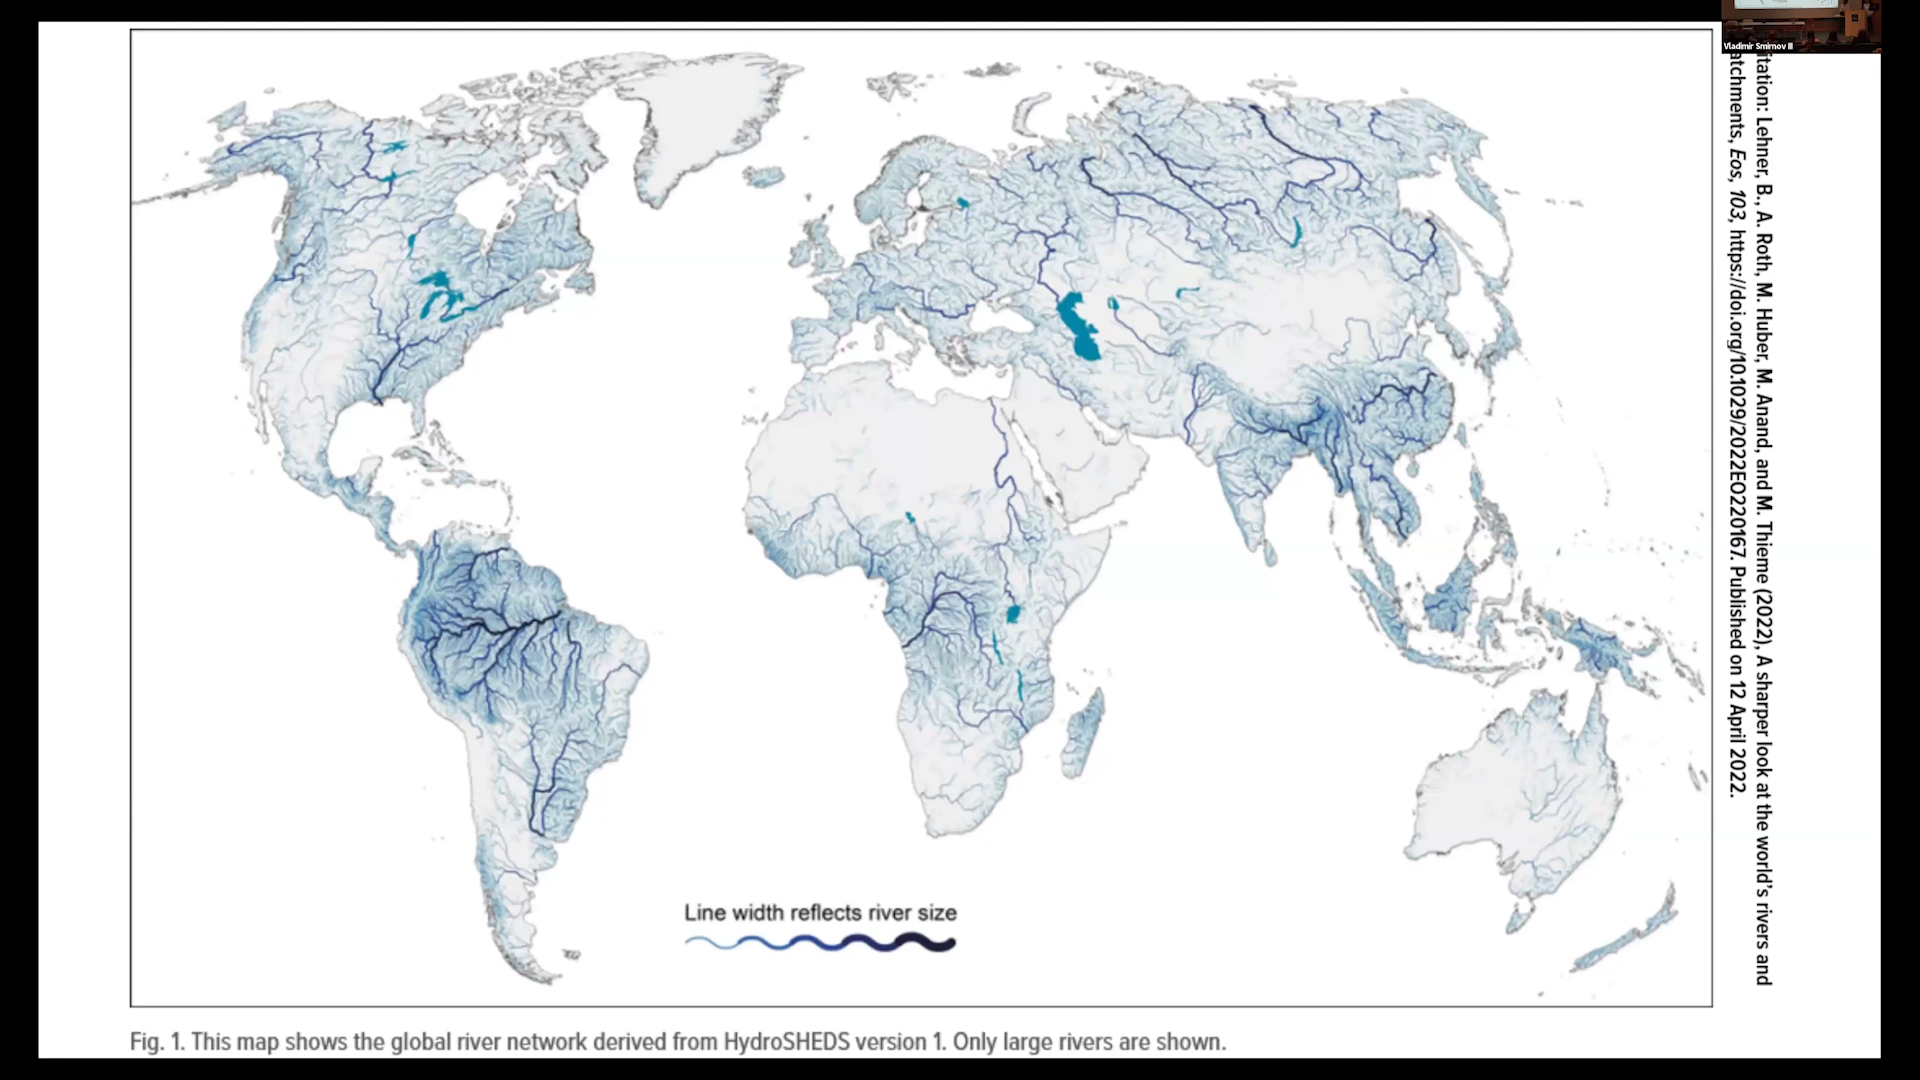 Vladimir Smirnov III
itation: Lehner, B., A. Roth, M. Huber, M. Anand, and M. Thieme (2022), A sharper look at the world's rivers and
atchments, Eos, 103, https://doi.org/10.1029/2022EO220167. Published on 12 April 2022.
Line width reflects river size
Fig. 1. This map shows the global river network derived from HydroSHEDS version 1. Only large rivers are shown.